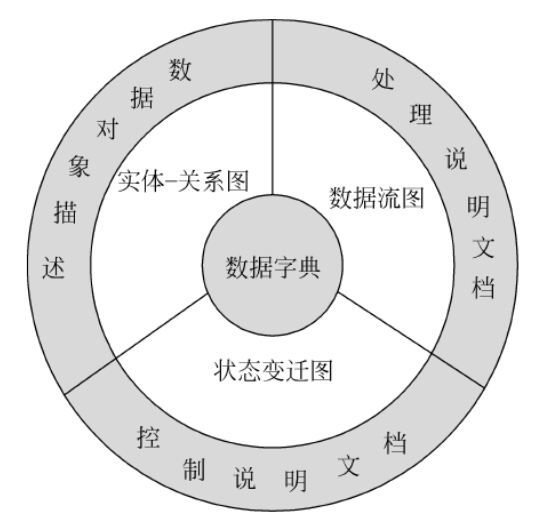 数据对象描述
处理说明文档
实体-关系图
数据流图
数据字典
状态变迁图
控制说明文档